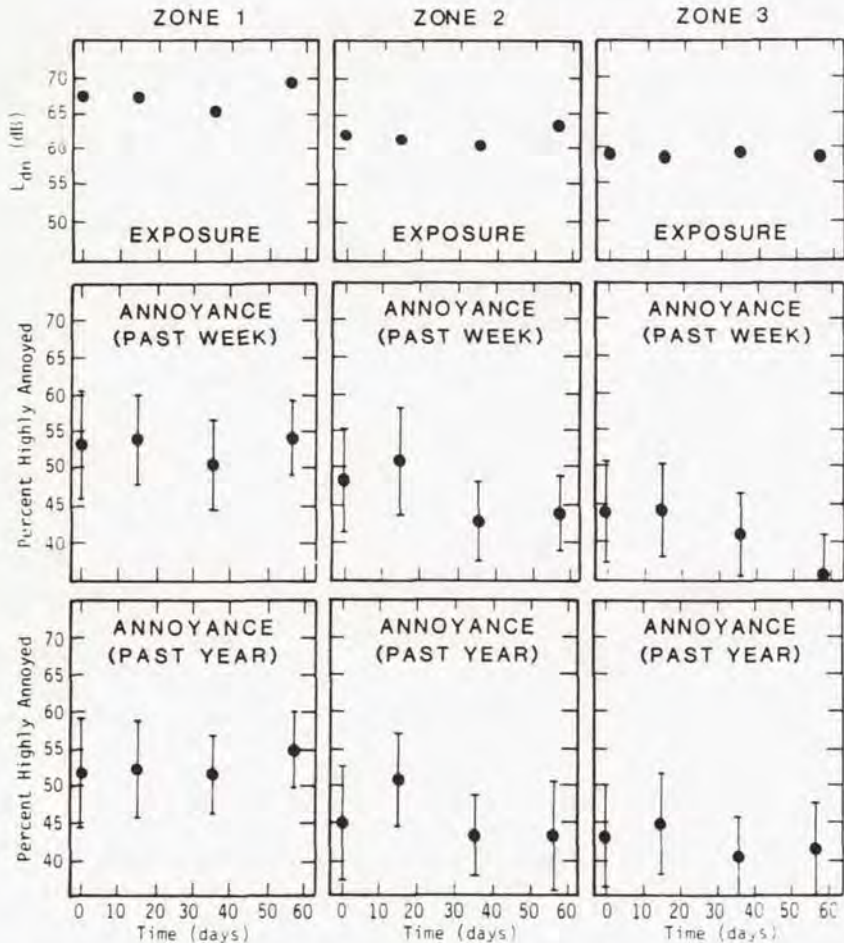 ZONE 1 ZONE 2 ZONE 3
70
65
60
55
50
Ldn (dB)
EXPOSURE EXPOSURE EXPOSURE
ANNOYANCE ANNOYANCE ANNOYANCE
(PAST WEEK) (PAST WEEK) (PAST WEEK)
70
65
60
55
50
45
40
Percent Highly Annoyed
ANNOYANCE ANNOYANCE ANNOYANCE
(PAST YEAR) (PAST YEAR) (PAST YEAR)
70
65
60
55
50
45
40
Percent Highly Annoyed
0 10 20 30 40 50 60 0 10 20 30 40 50 60 0 10 20 30 40 50 60
Time (days) Time (days) Time (days)